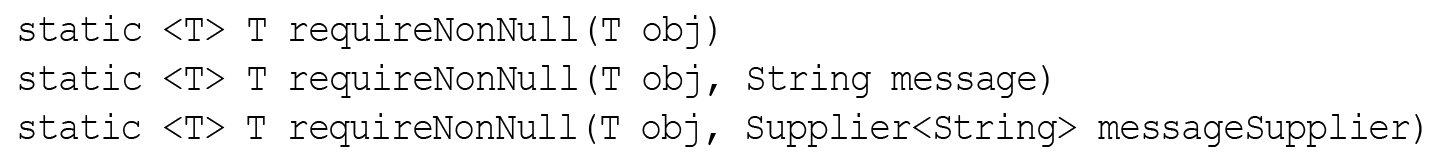 static <T> T requireNonNull(T obj)
static <T> T requireNonNull(T obj, String message)
static <T> T requireNonNull(T obj, Supplier<String> messageSupplier)